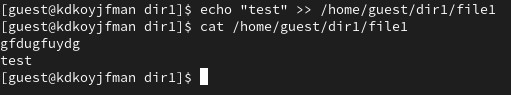 [guest@kdkoyjfman dir1]$ echo "test" >> /home/guest/dir1/file1
[guest@kdkoyjfman dir1]$ cat /home/guest/dir1/file1
gfdugfuydg
test
[guest@kdkoyjfman dir1]$